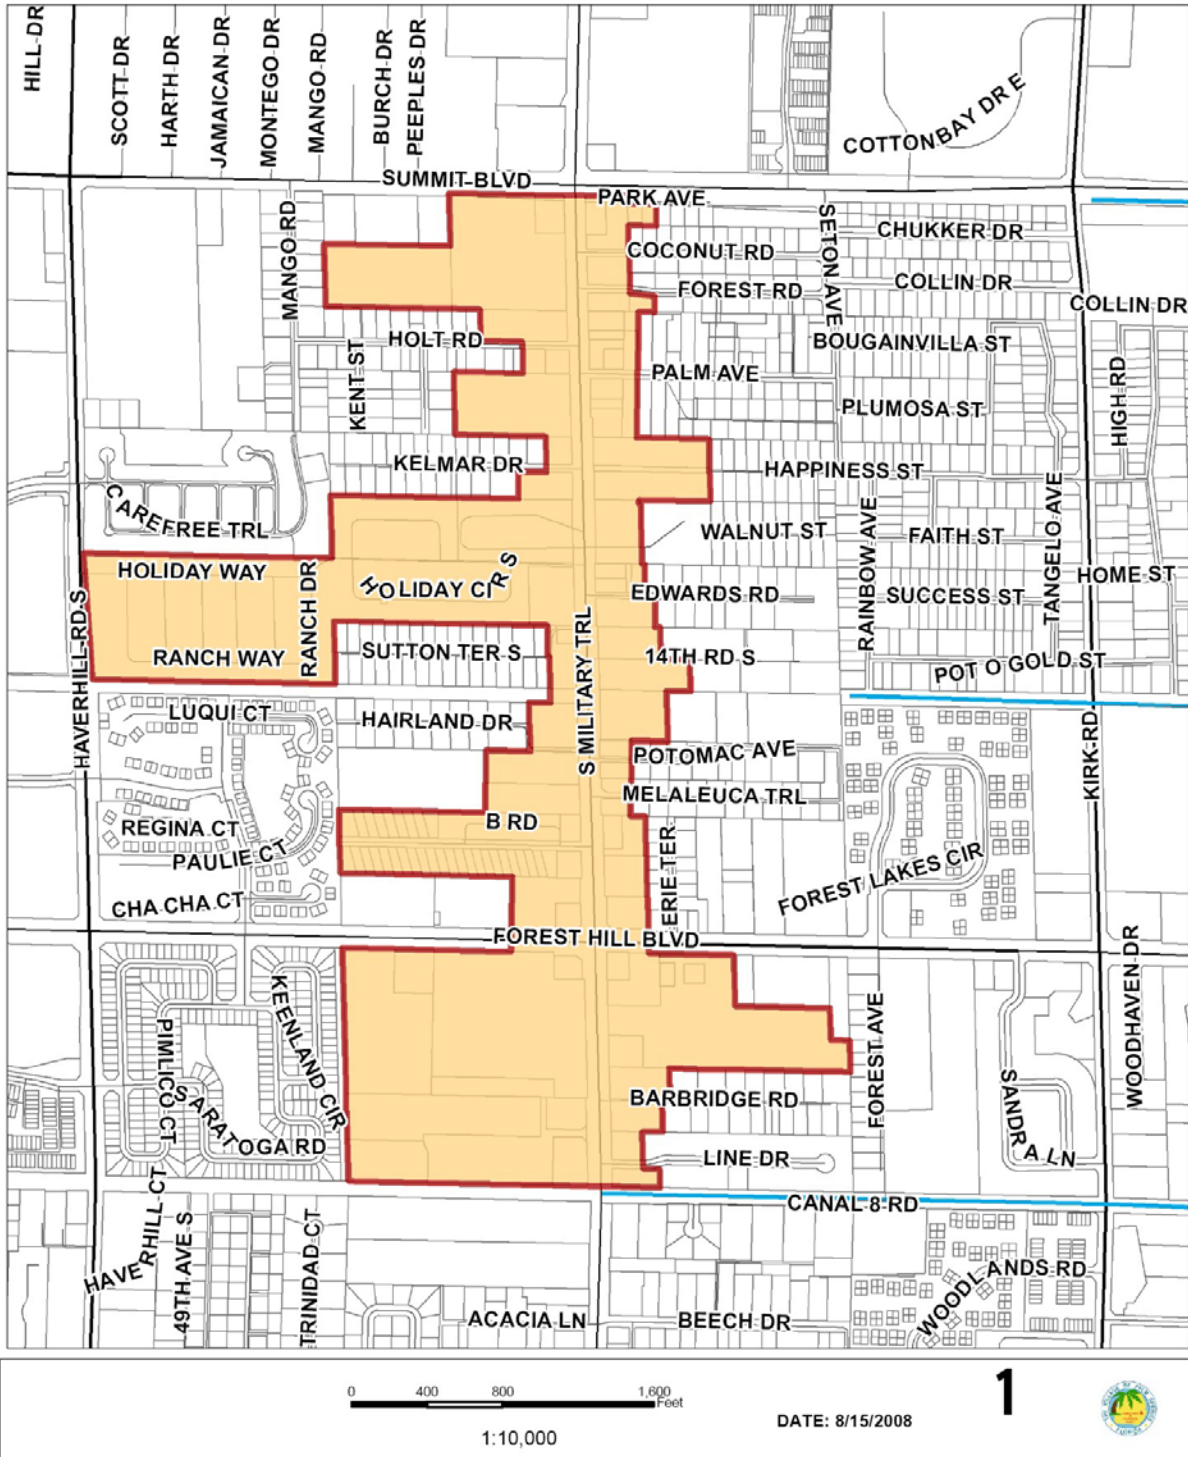 HILL DR
SCOTT DR
HARTH DR
JAMAICAN DR
MONTEGO DR
MANGO RD
BURCH DR
PEEPLES DR
COTTONBAY DR E
SUMMIT BLVD
PARK AVE
MANGO RD
SETON AVE
CHUKKER DR
COCONUT RD
COLLIN DR
FOREST RD
COLLIN DR
HOLT RD
BOUGAINVILLA ST
KENT ST
PALM AVE
HIGH RD
PLUMOSA ST
KELMAR DR
HAPPINESS ST
CAREFREE TRL
WALNUT ST
RAINBOW AVE
FAITH ST
TANGELO AVE
HOLIDAY WAY
RANCH DR
HOLIDAY CIR S
EDWARDS RD
SUCCESS ST
HOME ST
HAVERHILL RD S
RANCH WAY
SUTTON TER S
S MILITARY TRL
14TH RD S
POT O GOLD ST
LUQUI CT
HAIRLAND DR
POTOMAC AVE
KIRK RD
MELALEUCA TRL
REGINA CT
B RD
PAULIE CT
ERIE TER
FOREST LAKES CIR
CHA CHA CT
FOREST HILL BLVD
KEENLAND CIR
PIMLICO CT
FOREST AVE
WOODHAVEN DR
SARATOGA RD
BARBRIDGE RD
SANDRA LN
LINE DR
CANAL 8 RD
HAVERHILL CT
49TH AVE S
TRINIDAD CT
WOODLANDS RD
ACACIA LN
BEECH DR
0 400 800 1,600
Feet
1:10,000
DATE: 8/15/2008
1